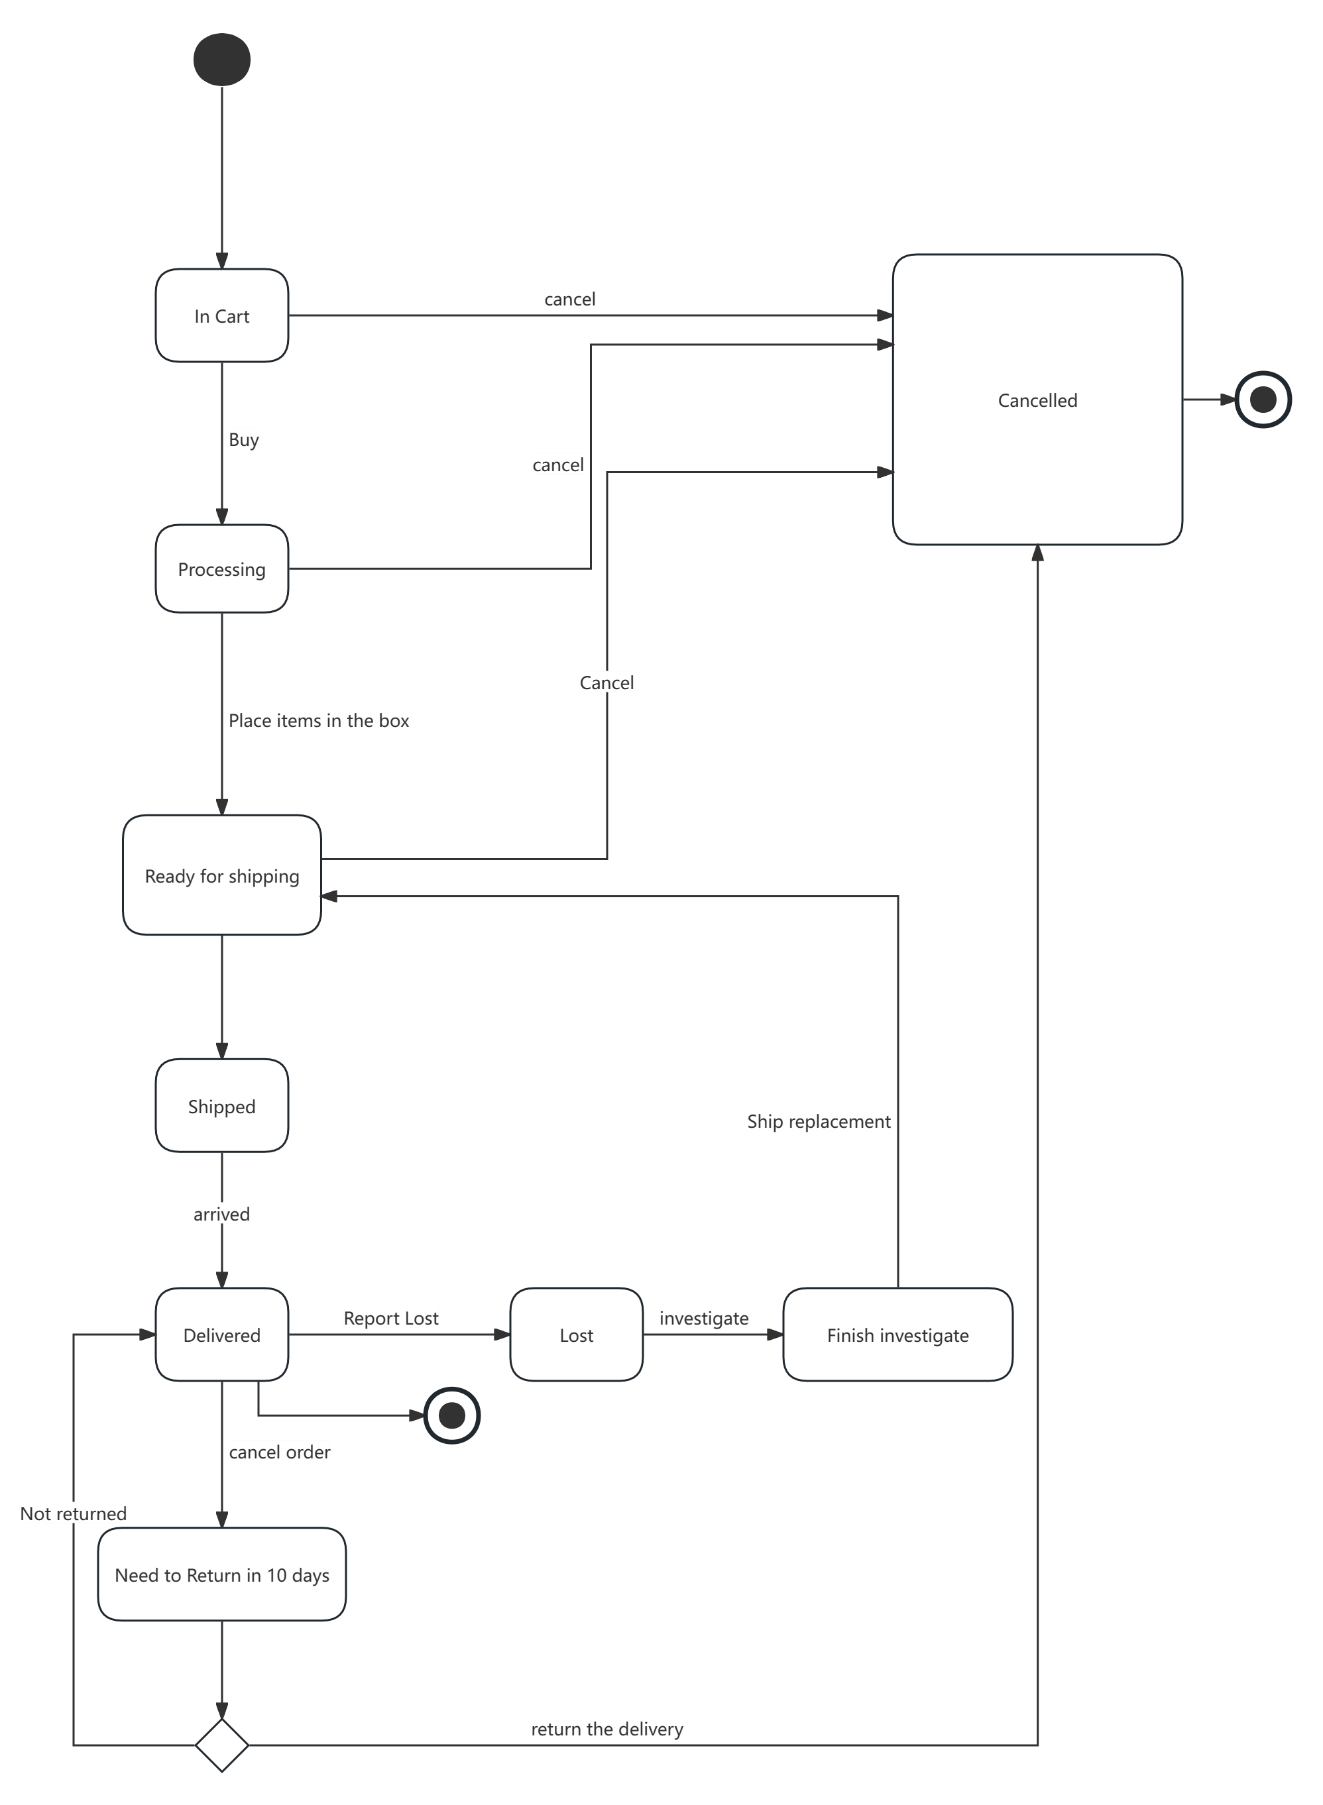 In Cart
cancel
Cancelled
Buy
cancel
Processing
Cancel
Place items in the box
Ready for shipping
Shipped
Ship replacement
arrived
Delivered
Report Lost
Lost
investigate
Finish investigate
cancel order
Not returned
Need to Return in 10 days
return the delivery